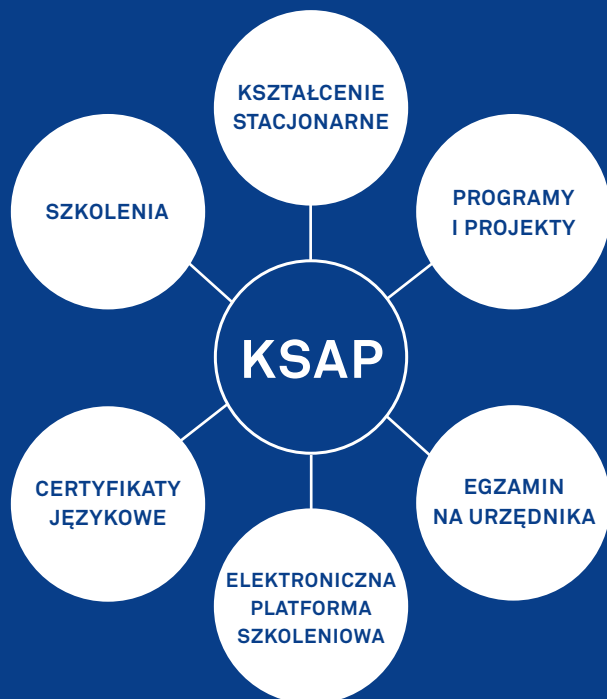 KSZTAŁCENIE
STACJONARNE
SZKOLENIA
PROGRAMY
I PROJEKTY
KSAP
CERTYFIKATY
JĘZYKOWE
EGZAMIN
NA URZĘDNIKA
ELEKTRONICZNA
PLATFORMA
SZKOLENIOWA